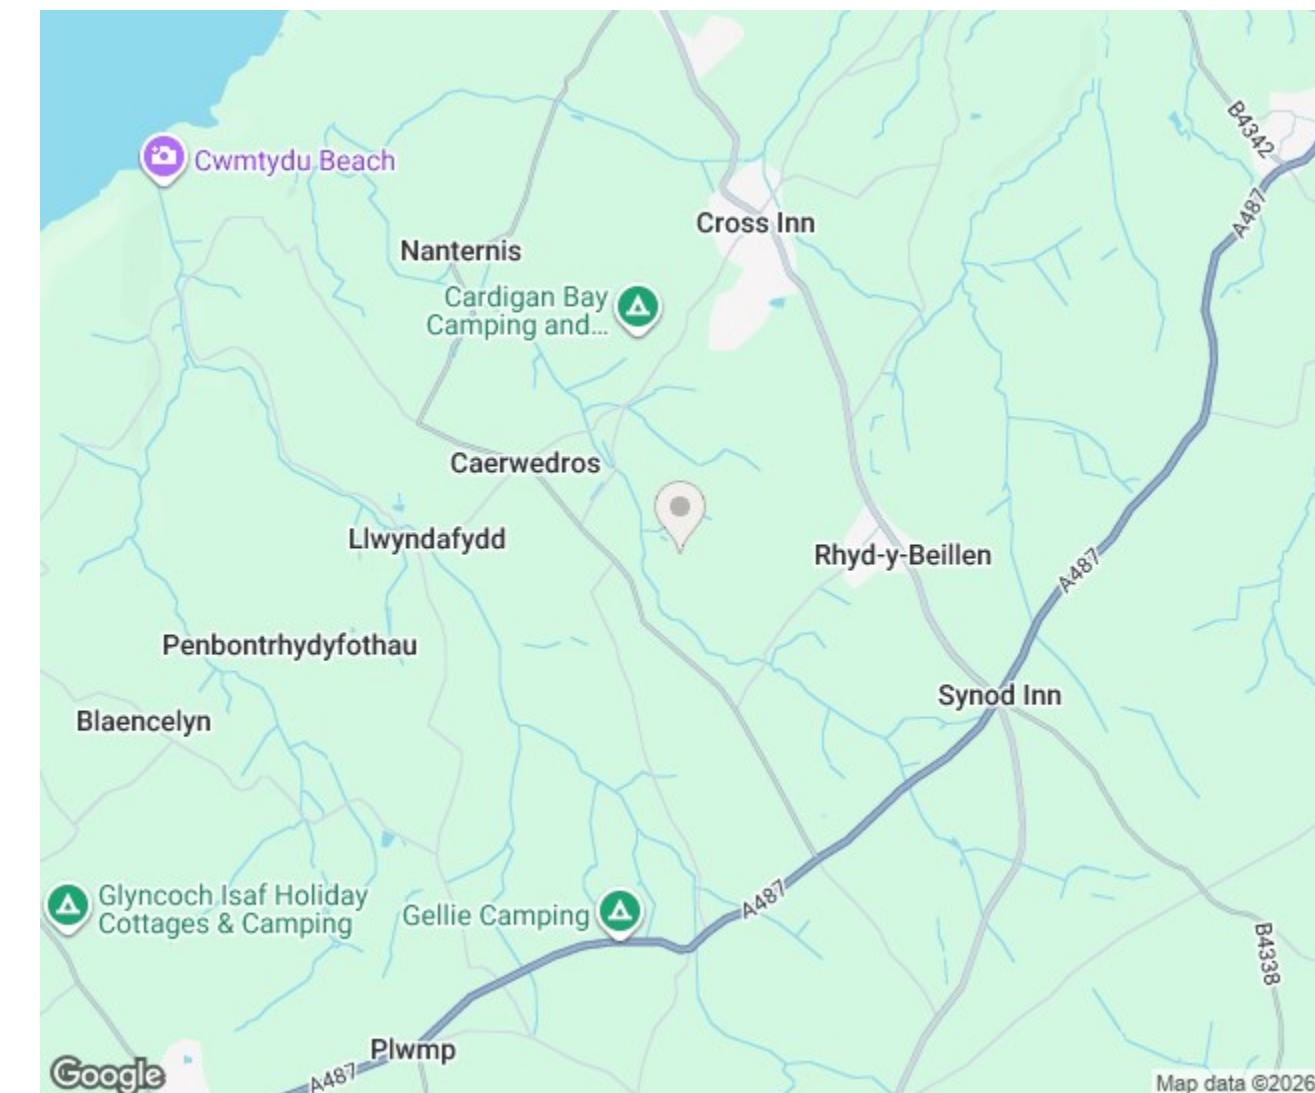 B4342
Cwmtydu Beach
A487
Cross Inn
Nanternis
Cardigan Bay
Camping and...
Caerwedros
Llwyndafydd
Rhyd-y-Beillen
A487
Penbontrhydyfothau
Synod Inn
Blaencelyn
Glyncoch Isaf Holiday
Cottages & Camping
Gellie Camping
A487
B4338
Plwmp
A487
Google
Map data ©2026